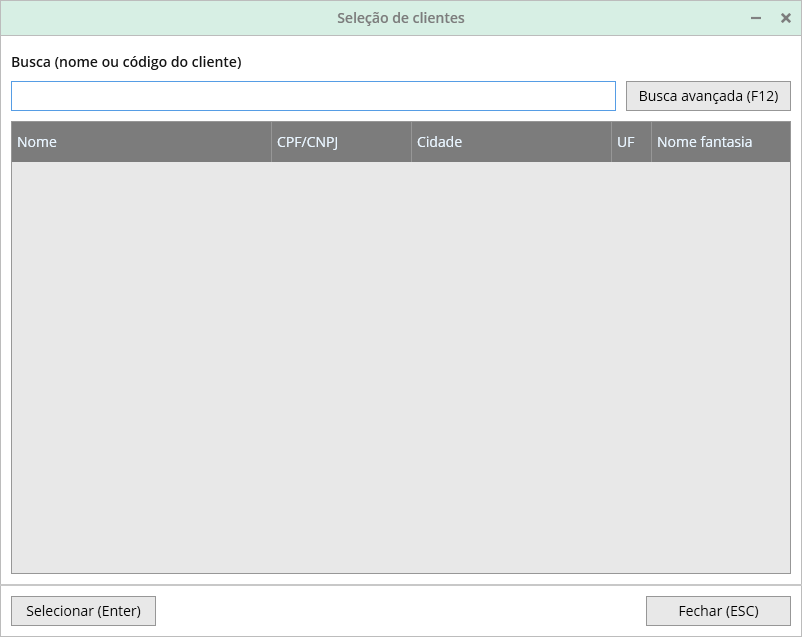 Seleção de clientes
Busca (nome ou código do cliente)
Busca avançada (F12)
Nome CPF/CNPJ Cidade UF Nome fantasia
Selecionar (Enter) Fechar (ESC)